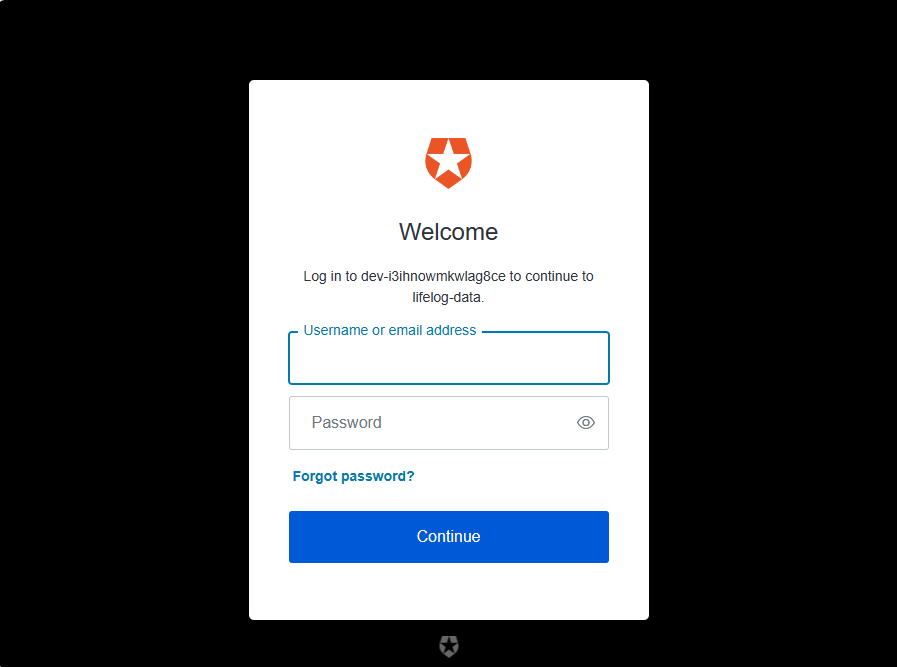 Welcome
Log in to dev-i3ihnowmkwlag8ce to continue to
lifelog-data.
Username or email address
Password
Forgot password?
Continue